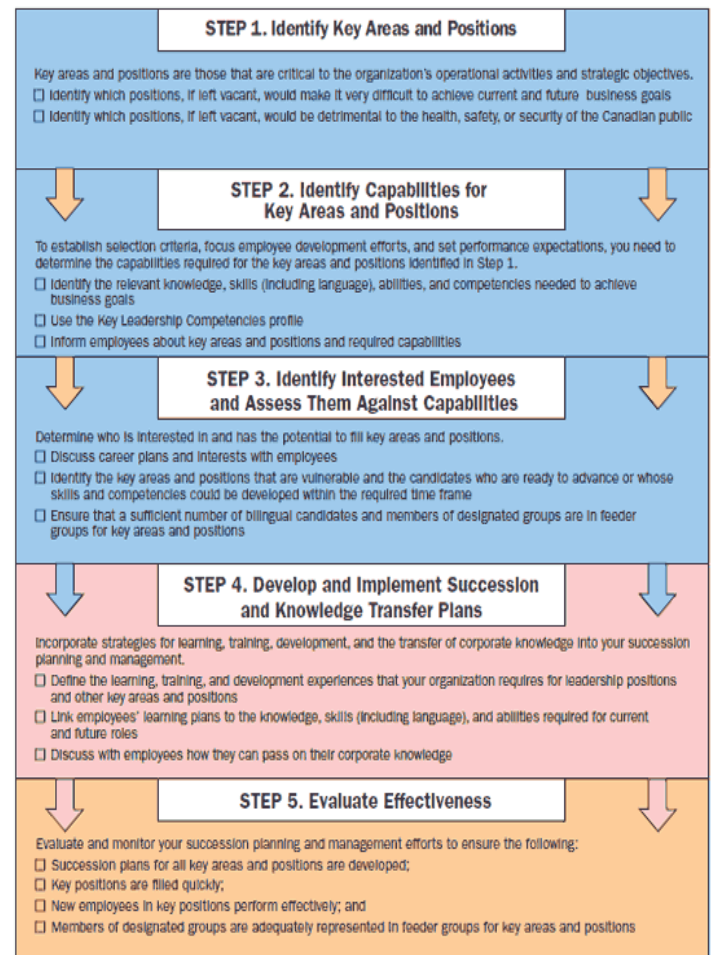 STEP 1. Identify Key Areas and Positions
Key areas and positions are those that are critical to the organization's operational activities and strategic objectives.
☐ Identify which positions, if left vacant, would make it very difficult to achieve current and future business goals
☐ Identify which positions, if left vacant, would be detrimental to the health, safety, or security of the Canadian public
STEP 2. Identify Capabilities for
Key Areas and Positions
To establish selection criteria, focus employee development efforts, and set performance expectations, you need to
determine the capabilities required for the key areas and positions identified in Step 1.
☐ Identify the relevant knowledge, skills (including language), abilities, and competencies needed to achieve
business goals
☐ Use the Key Leadership Competencies profile
☐ Inform employees about key areas and positions and required capabilities
STEP 3. Identify Interested Employees
and Assess Them Against Capabilities
Determine who is interested in and has the potential to fill key areas and positions.
☐ Discuss career plans and interests with employees
☐ Identify the key areas and positions that are vulnerable and the candidates who are ready to advance or whose
skills and competencies could be developed within the required time frame
☐ Ensure that a sufficient number of bilingual candidates and members of designated groups are in feeder
groups for key areas and positions
STEP 4. Develop and Implement Succession
and Knowledge Transfer Plans
Incorporate strategies for learning, training, development, and the transfer of corporate knowledge into your succession
planning and management.
☐ Define the learning, training, and development experiences that your organization requires for leadership positions
and other key areas and positions
☐ Link employees' learning plans to the knowledge, skills (including language), and abilities required for current
and future roles
☐ Discuss with employees how they can pass on their corporate knowledge
STEP 5. Evaluate Effectiveness
Evaluate and monitor your succession planning and management efforts to ensure the following:
☐ Succession plans for all key areas and positions are developed;
☐ Key positions are filled quickly;
☐ New employees in key positions perform effectively; and
☐ Members of designated groups are adequately represented in feeder groups for key areas and positions